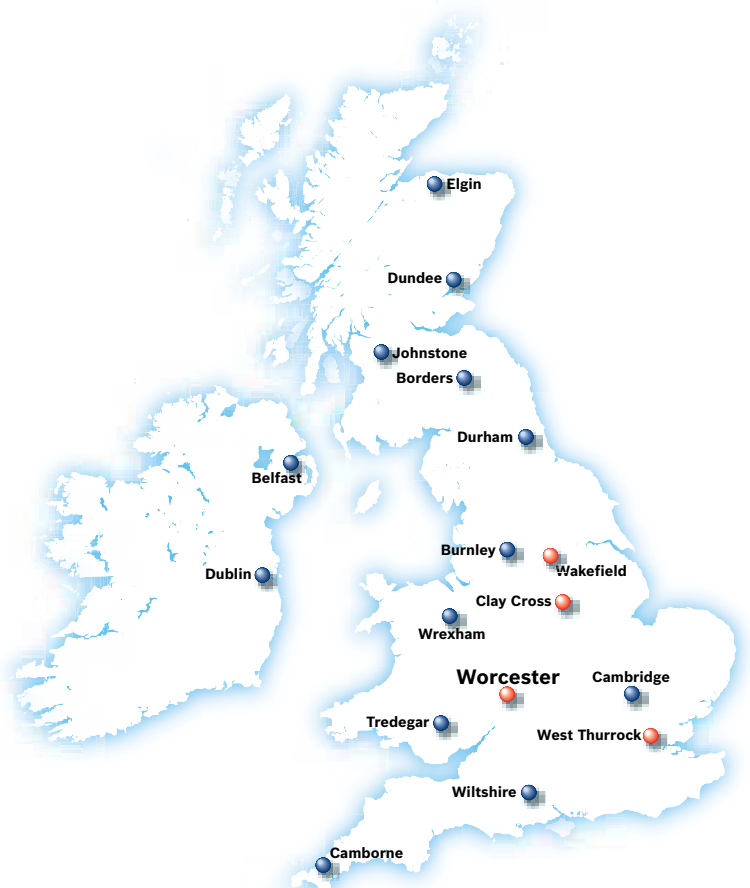 Elgin
Dundee
Johnstone
Borders
Durham
Belfast
Burnley
Wakefield
Dublin
Clay Cross
Wrexham
Worcester
Cambridge
Tredegar
West Thurrock
Wiltshire
Camborne